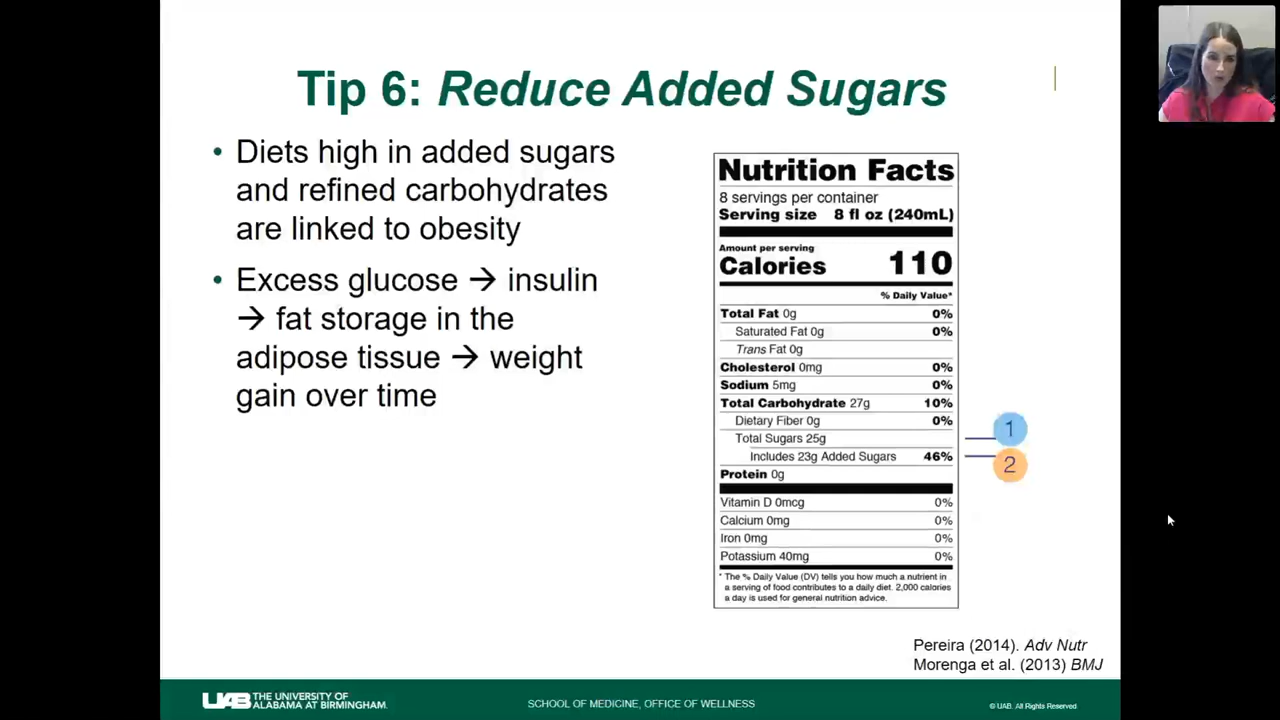 Tip 6: Reduce Added Sugars
• Diets high in added sugars
and refined carbohydrates
are linked to obesity
• Excess glucose → insulin
→ fat storage in the
adipose tissue → weight
gain over time
Nutrition Facts
8 servings per container
Serving size 8 fl oz (240mL)
Amount per serving
Calories 110
% Daily Value*
Total Fat 0g 0%
Saturated Fat 0g 0%
Trans Fat 0g
Cholesterol 0mg 0%
Sodium 5mg 0%
Total Carbohydrate 27g 10%
Dietary Fiber 0g 0%
Total Sugars 25g
Includes 23g Added Sugars 46%
Protein 0g
Vitamin D 0mcg 0%
Calcium 0mg 0%
Iron 0mg 0%
Potassium 40mg 0%
* The % Daily Value (DV) tells you how much a nutrient in
a serving of food contributes to a daily diet. 2,000 calories
a day is used for general nutrition advice.
1
2
Pereira (2014). Adv Nutr
Morenga et al. (2013) BMJ
UAB THE UNIVERSITY OF
ALABAMA AT BIRMINGHAM.
SCHOOL OF MEDICINE, OFFICE OF WELLNESS
© UAB. All Rights Reserved